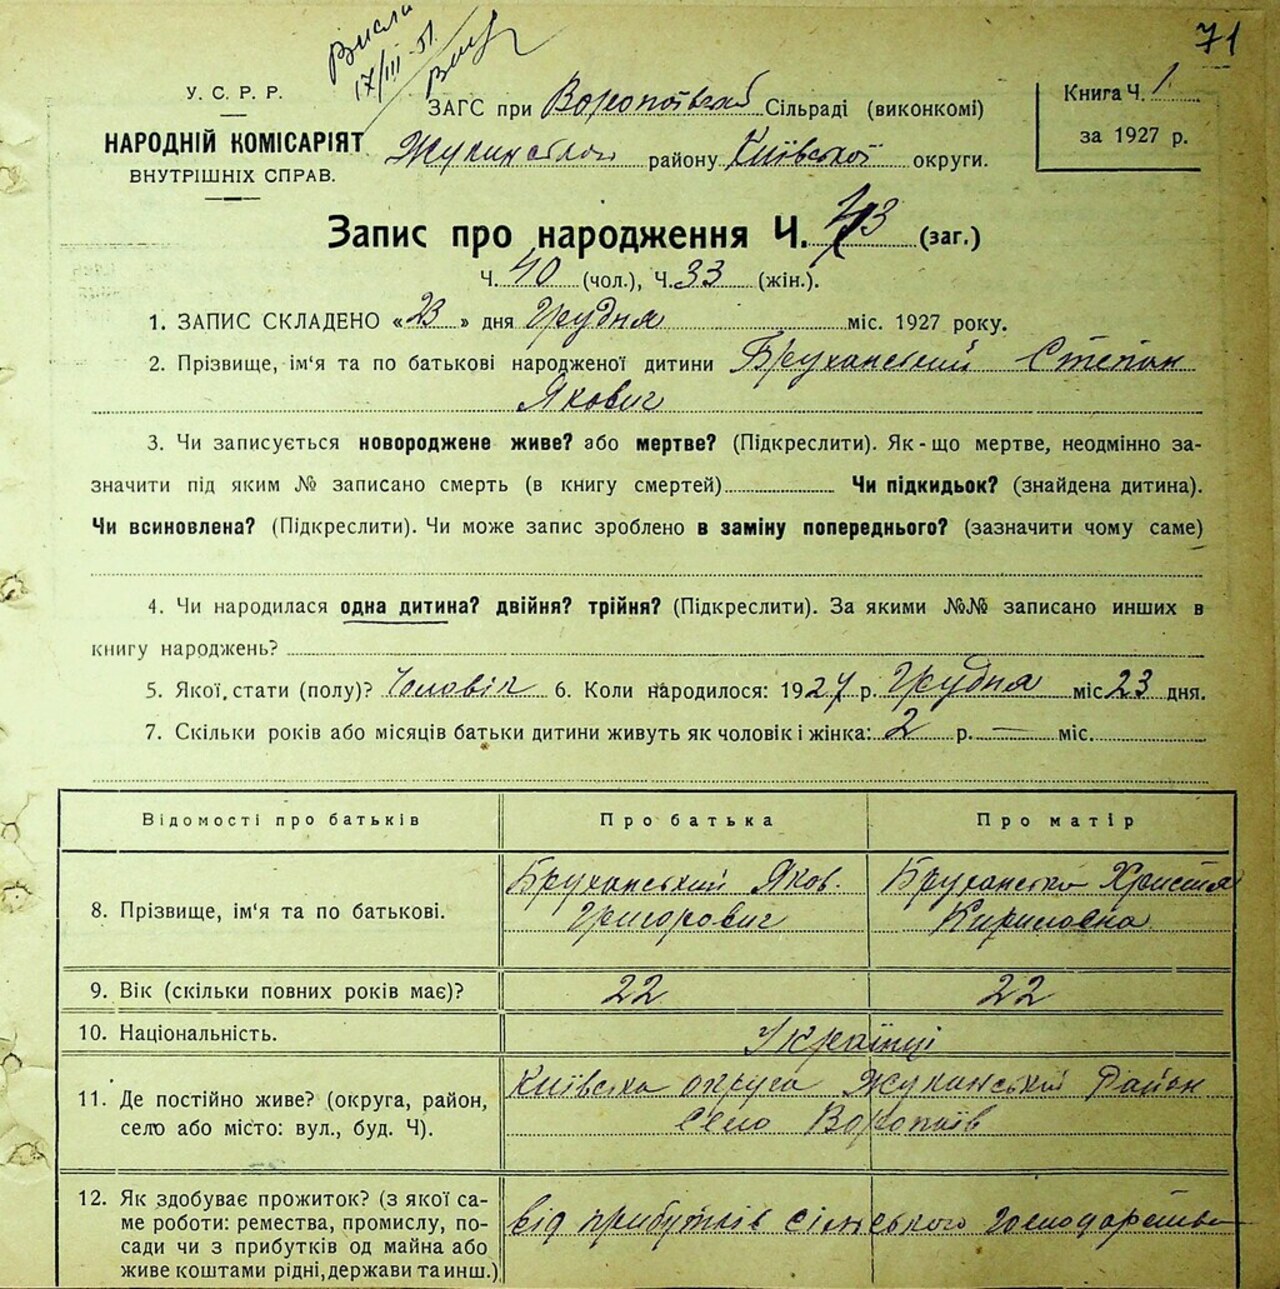 71
Висл
17/III-51.
У. С. Р. Р.
НАРОДНІЙ КОМІСАРІЯТ
ВНУТРІШНІХ СПРАВ.
ЗАГС при Воропоївській Сільраді (виконкомі)
Жукинського району Київської округи.
Книга Ч. 1
за 1927 р.
Запис про народження Ч. 73 (заг.)
Ч. 40 (чол.), Ч. 33 (жін.).
1. ЗАПИС СКЛАДЕНО «23» дня Грудня міс. 1927 року.
2. Прізвище, ім'я та по батькові народженої дитини Бруханський Степан
Якович
3. Чи записується новороджене живе? або мертве? (Підкреслити). Як-що мертве, неодмінно за-
значити під яким № записано смерть (в книгу смертей) Чи підкидьок? (знайдена дитина).
Чи всиновлена? (Підкреслити). Чи може запис зроблено в заміну попереднього? (зазначити чому саме)
4. Чи народилася одна дитина? двійня? трійня? (Підкреслити). За якими №№ записано инших в
книгу народжень?
5. Якої стати (полу)? Чоловік 6. Коли народилося: 1927 р. Грудня міс 23 дня.
7. Скільки років або місяців батьки дитини живуть як чоловік і жінка: 2 р. — міс.
Відомості про батьків Про батька Про матір
8. Прізвище, ім'я та по батькові. Бруханський Яков Григорович Бруханська Христя Кириловна
9. Вік (скільки повних років має)? 22 22
10. Національність. Українці
11. Де постійно живе? (округа, район, Київська округа Жукинський Район
село або місто: вул., буд. Ч). Село Воропаїв
12. Як здобуває прожиток? (з якої са-
ме роботи: ремества, промислу, по- від прибутків сільського господарства
сади чи з прибутків од майна або
живе коштами рідні, держави та инш.)